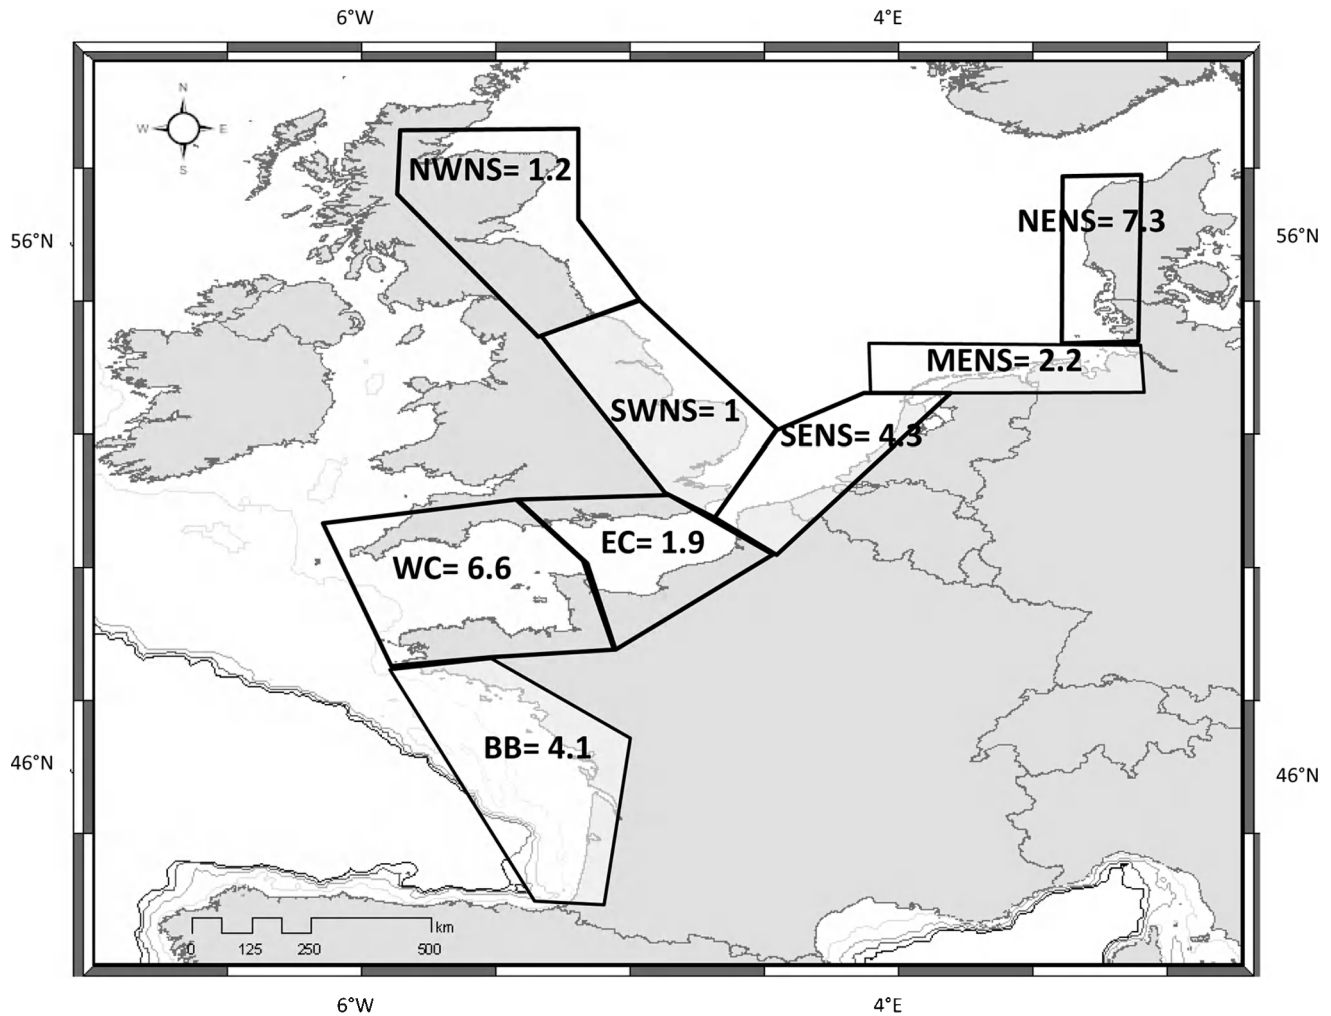 6°W 4°E
N
W E
S
NWNS= 1.2
NENS= 7.3
56°N 56°N
MENS= 2.2
SWNS= 1
SENS= 4.3
EC= 1.9
WC= 6.6
BB= 4.1
46°N 46°N
km
0 125 250 500
6°W 4°E